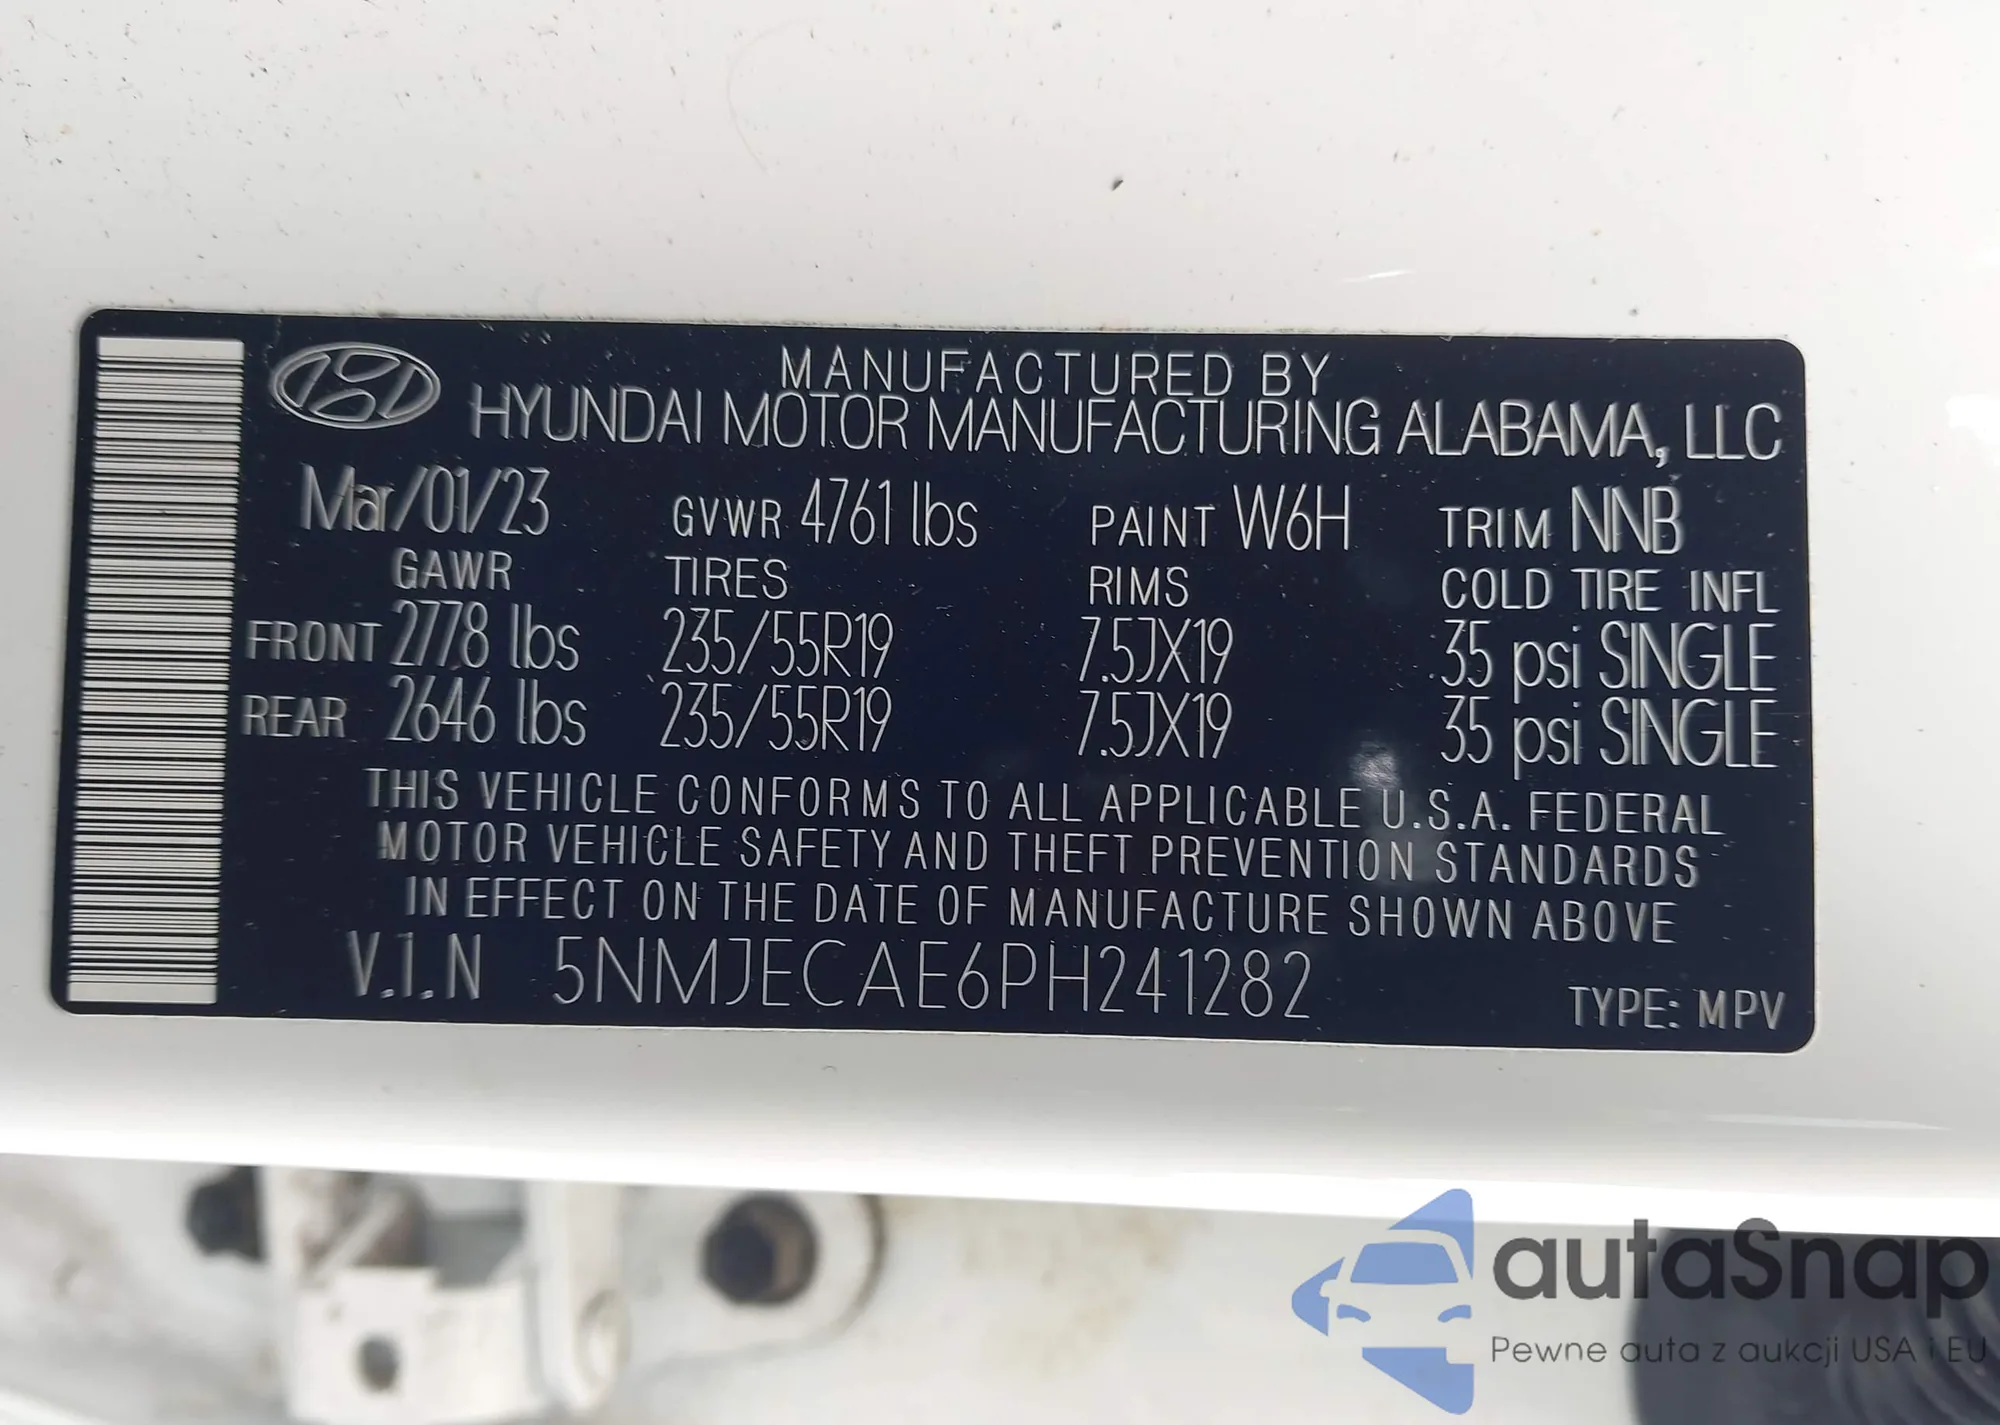 MANUFACTURED BY
HYUNDAI MOTOR MANUFACTURING ALABAMA, LLC
Mar/01/23 GVWR 4761 lbs PAINT W6H TRIM NNB
GAWR TIRES RIMS COLD TIRE INFL
FRONT 2778 lbs 235/55R19 7.5JX19 35 psi SINGLE
REAR 2646 lbs 235/55R19 7.5JX19 35 psi SINGLE
THIS VEHICLE CONFORMS TO ALL APPLICABLE U.S.A. FEDERAL
MOTOR VEHICLE SAFETY AND THEFT PREVENTION STANDARDS
IN EFFECT ON THE DATE OF MANUFACTURE SHOWN ABOVE
V.I.N 5NMJECAE6PH241282 TYPE: MPV
autaSnap
Pewne auta z aukcji USA i EU